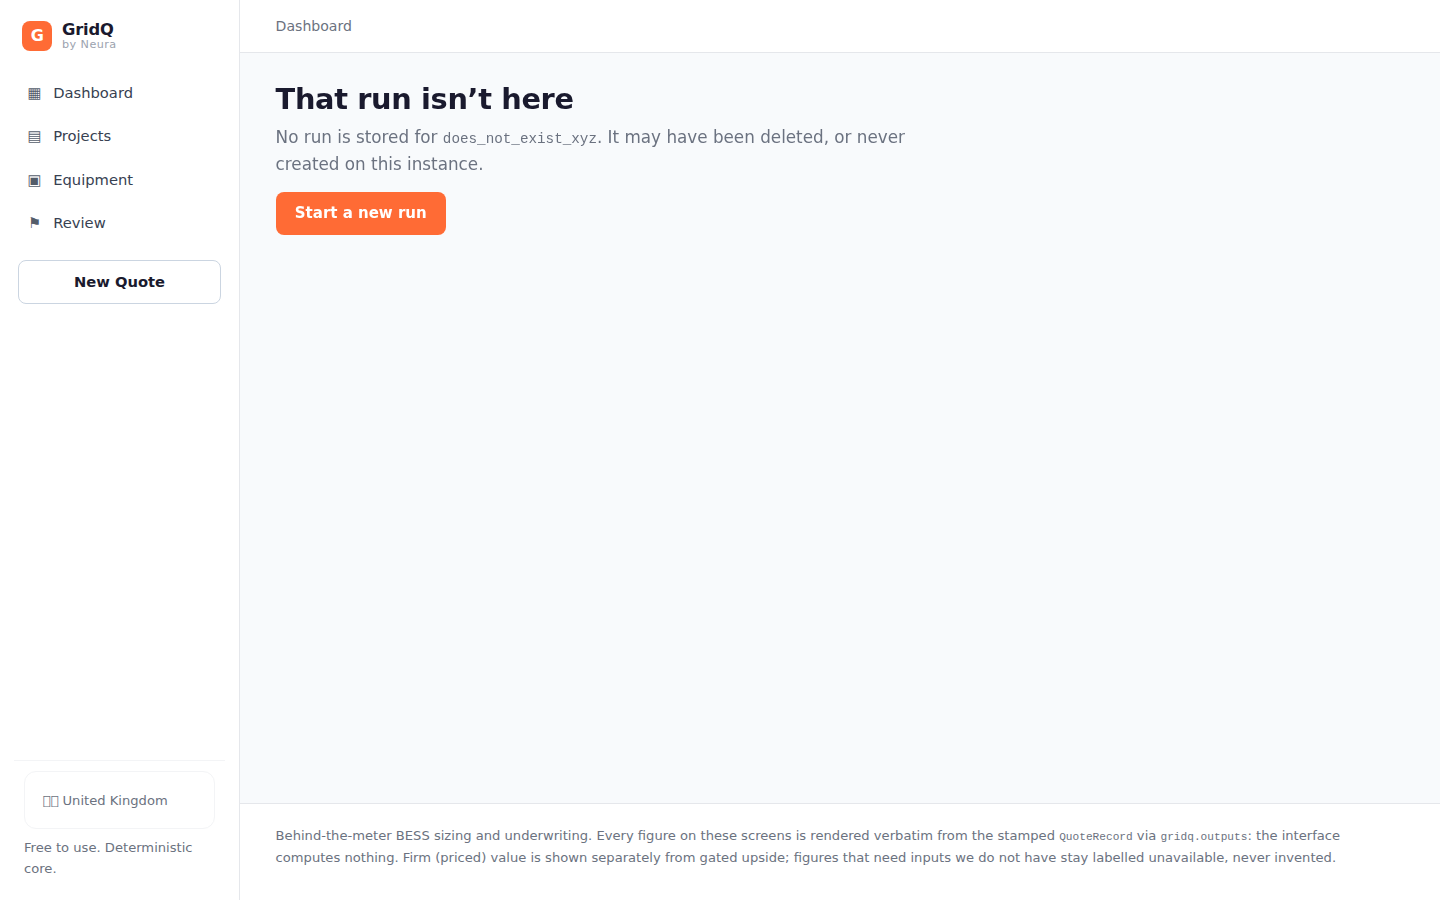 G
GridQ
by Neura
Dashboard
Projects
Equipment
Review
New Quote
United Kingdom
Free to use. Deterministic
core.
Dashboard
That run isn’t here
No run is stored for does_not_exist_xyz. It may have been deleted, or never
created on this instance.
Start a new run
Behind-the-meter BESS sizing and underwriting. Every figure on these screens is rendered verbatim from the stamped QuoteRecord via gridq.outputs: the interface
computes nothing. Firm (priced) value is shown separately from gated upside; figures that need inputs we do not have stay labelled unavailable, never invented.